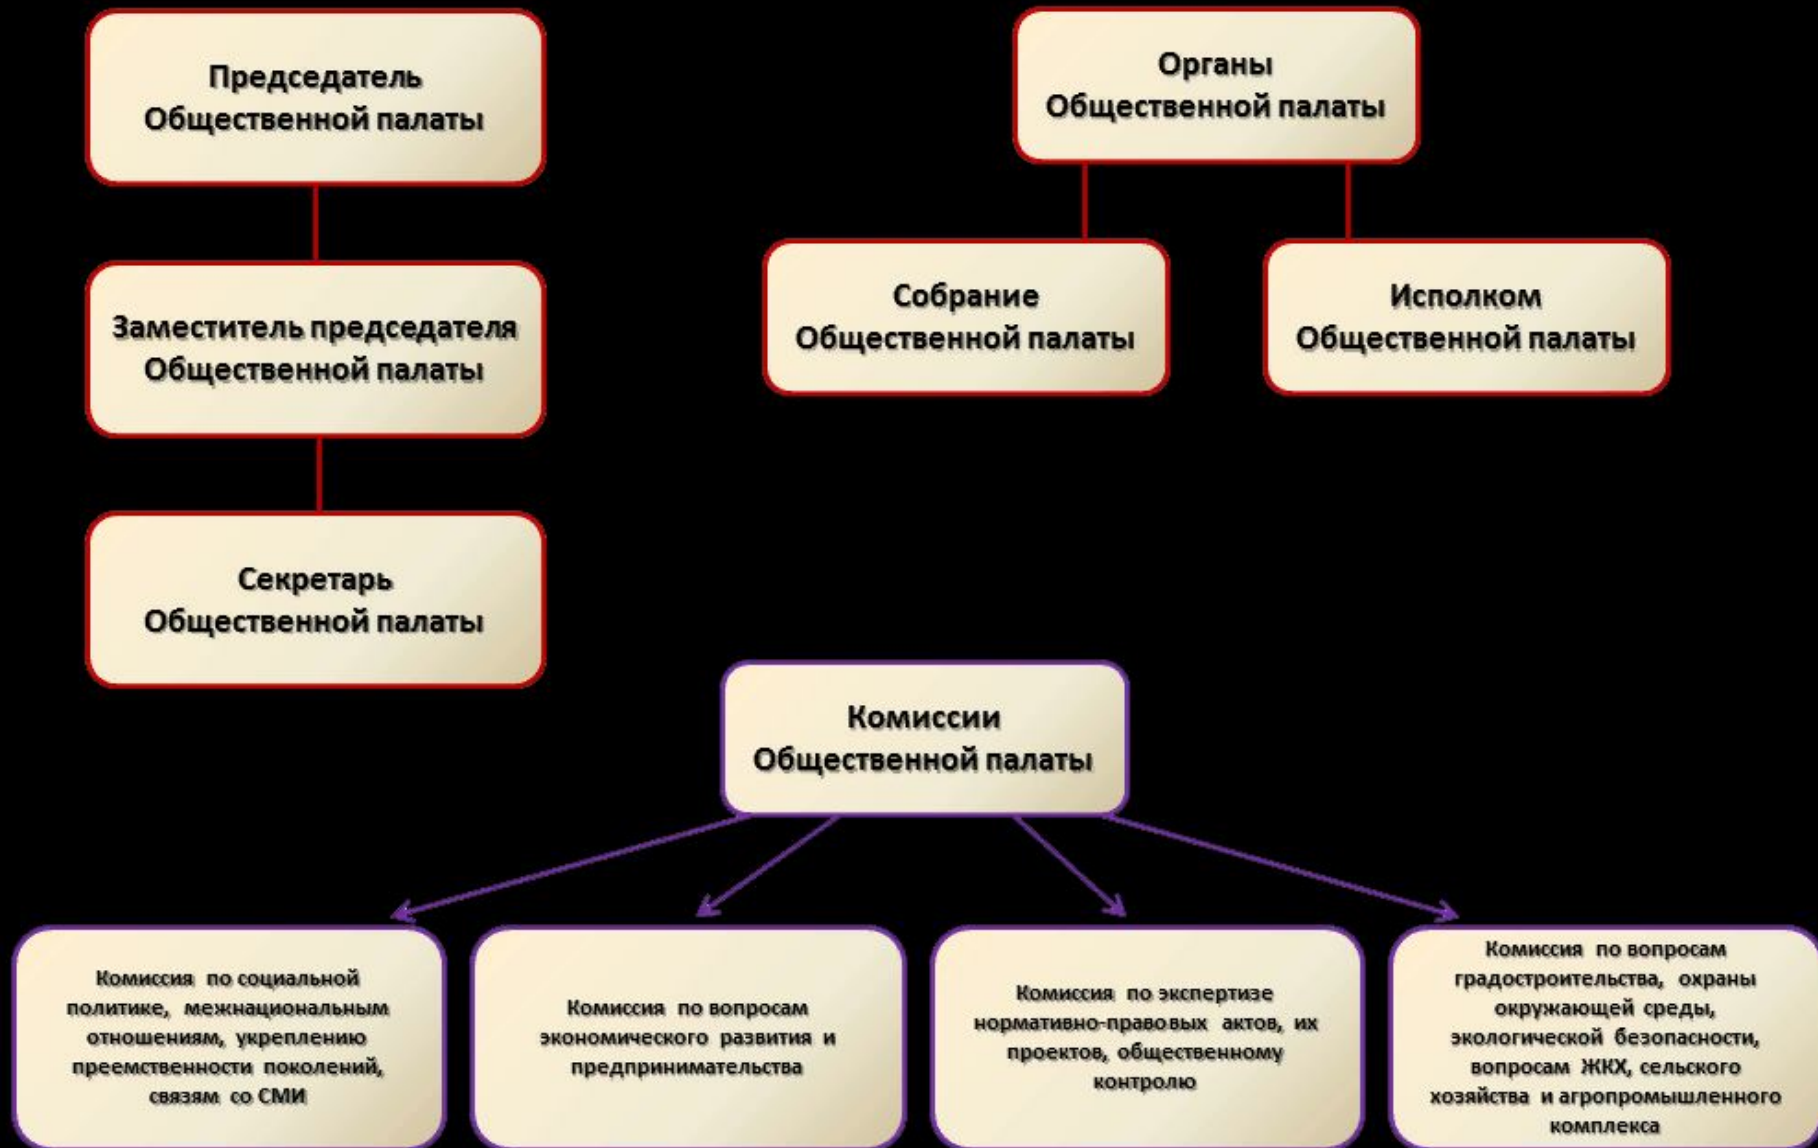 Председатель
Общественной палаты
Органы
Общественной палаты
Заместитель председателя
Общественной палаты
Собрание
Общественной палаты
Исполком
Общественной палаты
Секретарь
Общественной палаты
Комиссии
Общественной палаты
Комиссия по социальной
политике, межнациональным
отношениям, укреплению
преемственности поколений,
связям со СМИ
Комиссия по вопросам
экономического развития и
предпринимательства
Комиссия по экспертизе
нормативно-правовых актов, их
проектов, общественному
контролю
Комиссия по вопросам
градостроительства, охраны
окружающей среды,
экологической безопасности,
вопросам ЖКХ, сельского
хозяйства и агропромышленного
комплекса